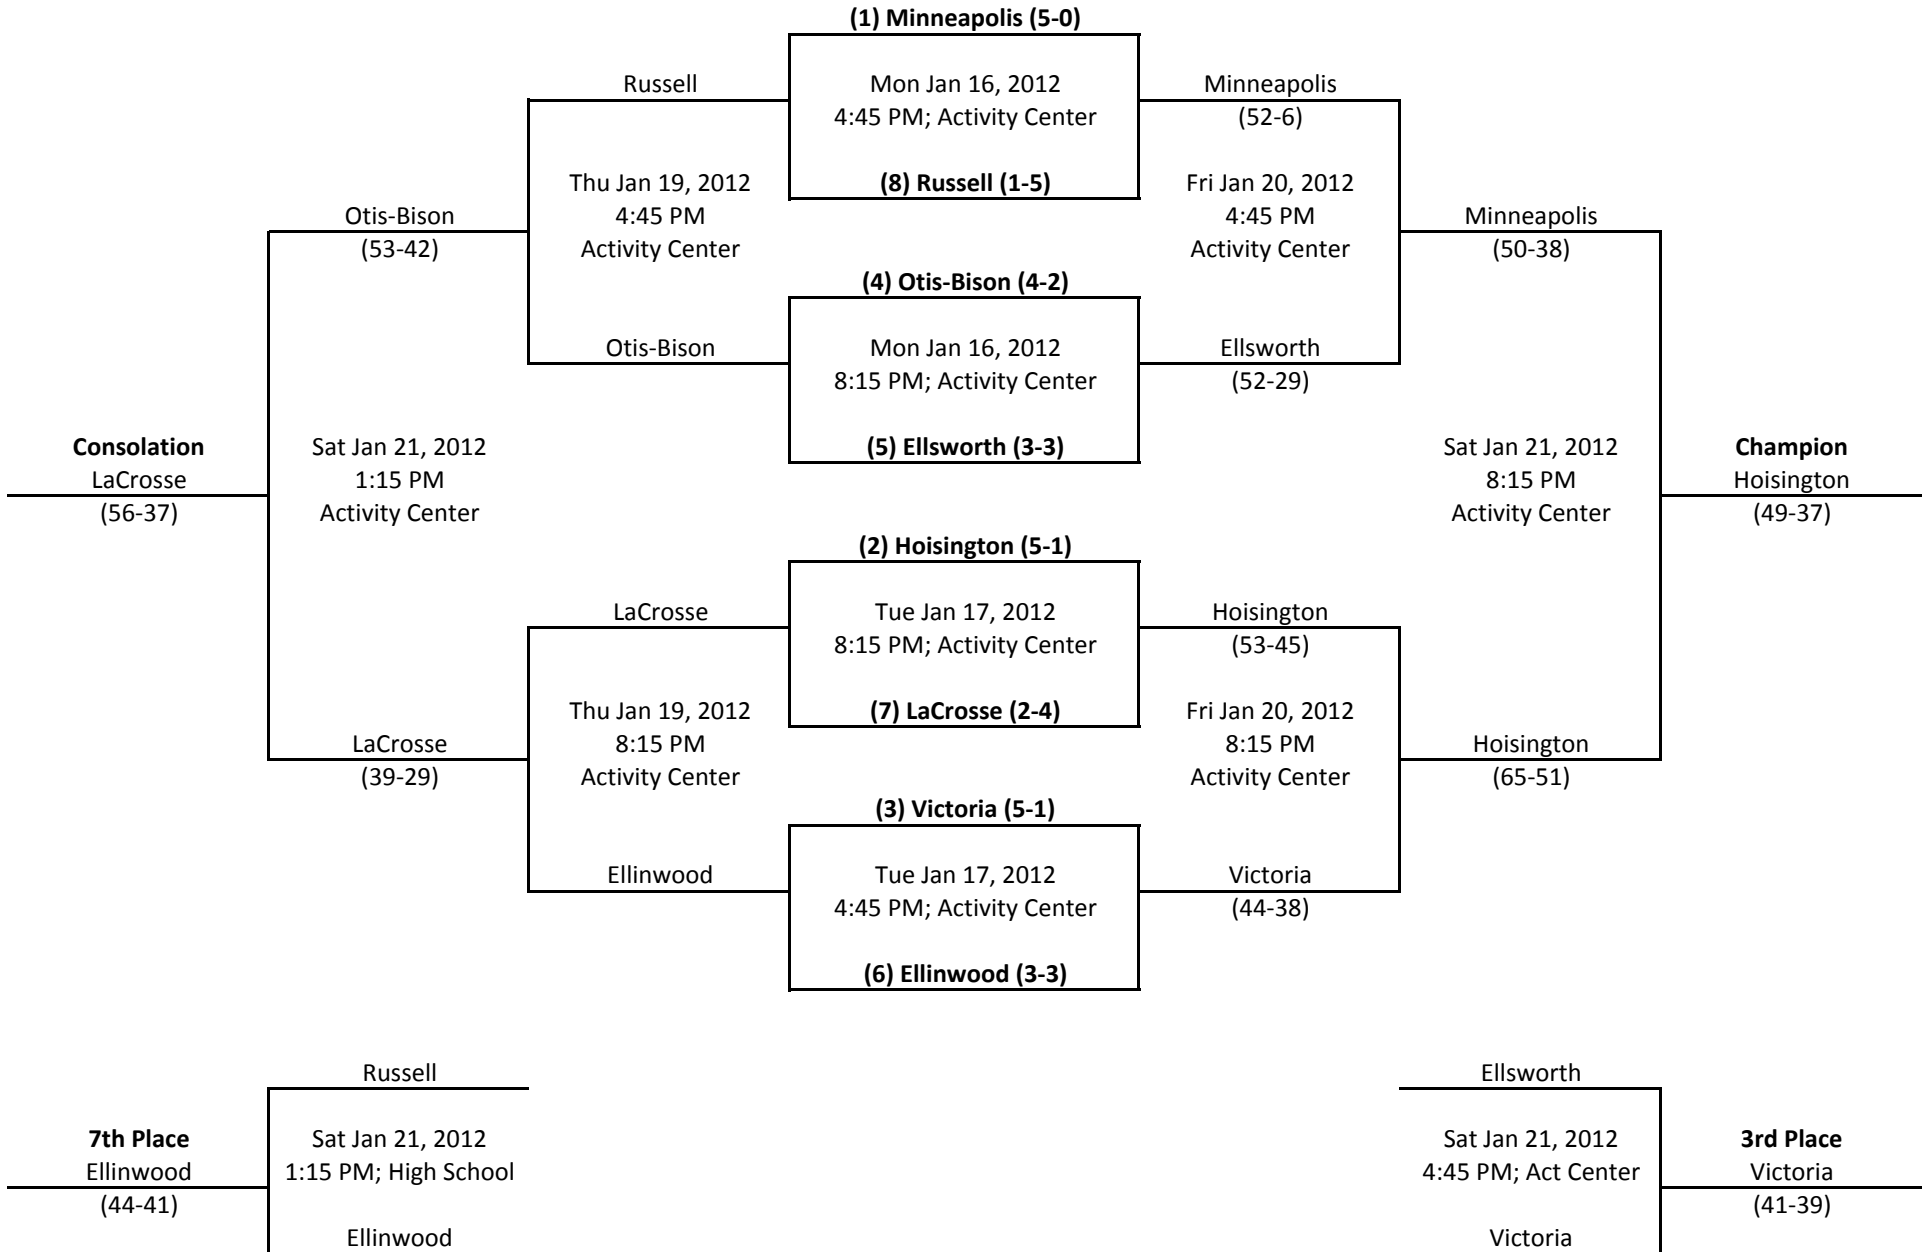 (1) Minneapolis (5-0)
Russell
Mon Jan 16, 2012
Minneapolis
4:45 PM; Activity Center
(52-6)
Thu Jan 19, 2012
(8) Russell (1-5)
Fri Jan 20, 2012
Otis-Bison
4:45 PM
4:45 PM
Minneapolis
(53-42)
Activity Center
Activity Center
(50-38)
(4) Otis-Bison (4-2)
Otis-Bison
Mon Jan 16, 2012
Ellsworth
8:15 PM; Activity Center
(52-29)
Consolation
Sat Jan 21, 2012
(5) Ellsworth (3-3)
Sat Jan 21, 2012
Champion
LaCrosse
1:15 PM
8:15 PM
Hoisington
(56-37)
Activity Center
Activity Center
(49-37)
(2) Hoisington (5-1)
LaCrosse
Tue Jan 17, 2012
Hoisington
8:15 PM; Activity Center
(53-45)
Thu Jan 19, 2012
(7) LaCrosse (2-4)
Fri Jan 20, 2012
LaCrosse
8:15 PM
8:15 PM
Hoisington
(39-29)
Activity Center
Activity Center
(65-51)
(3) Victoria (5-1)
Ellinwood
Tue Jan 17, 2012
Victoria
4:45 PM; Activity Center
(44-38)
(6) Ellinwood (3-3)
Russell
Ellsworth
7th Place
Sat Jan 21, 2012
Sat Jan 21, 2012
3rd Place
Ellinwood
1:15 PM; High School
4:45 PM; Act Center
Victoria
(44-41)
(41-39)
Ellinwood
Victoria